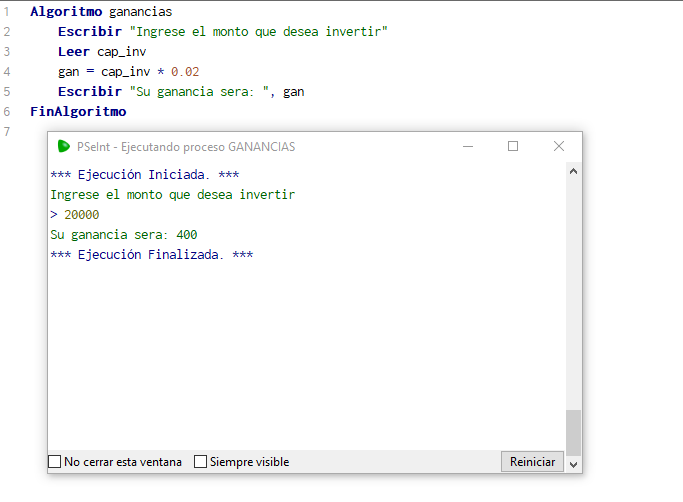 1 Algoritmo ganancias
2 Escribir "Ingrese el monto que desea invertir"
3 Leer cap_inv
4 gan = cap_inv * 0.02
5 Escribir "Su ganancia sera: ", gan
6 FinAlgoritmo
7
PSeInt - Ejecutando proceso GANANCIAS
*** Ejecución Iniciada. ***
Ingrese el monto que desea invertir
> 20000
Su ganancia sera: 400
*** Ejecución Finalizada. ***
No cerrar esta ventana Siempre visible Reiniciar